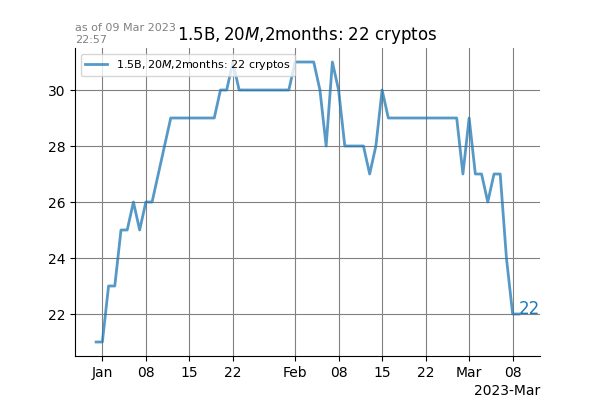 as of 09 Mar 2023
22:57
1.5B, 20M,2months: 22 cryptos
1.5B, 20M,2months: 22 cryptos
30
28
26
24
22
22
Jan 08 15 22 Feb 08 15 22 Mar 08
2023-Mar